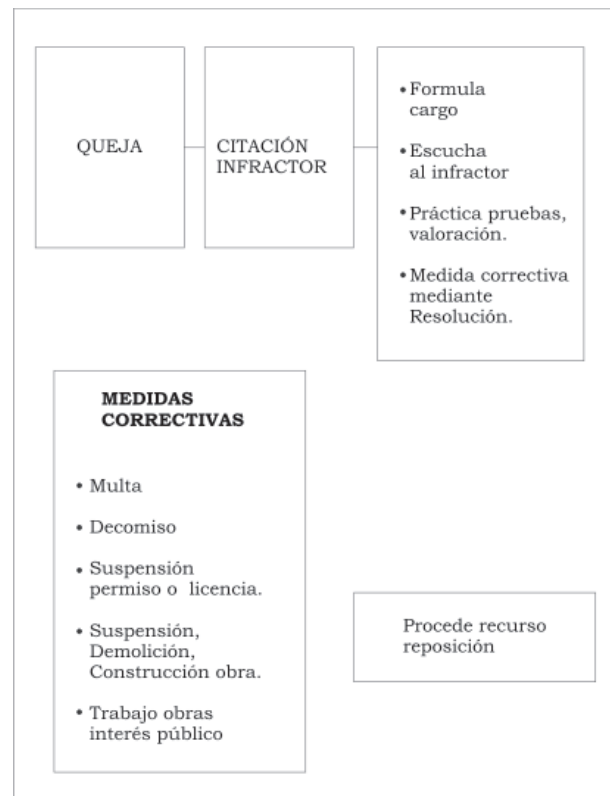 QUEJA
CITACIÓN
INFRACTOR
• Formula
cargo
• Escucha
al infractor
• Práctica pruebas,
valoración.
• Medida correctiva
mediante
Resolución.
MEDIDAS
CORRECTIVAS
• Multa
• Decomiso
• Suspensión
permiso o licencia.
• Suspensión,
Demolición,
Construcción obra.
• Trabajo obras
interés público
Procede recurso
reposición